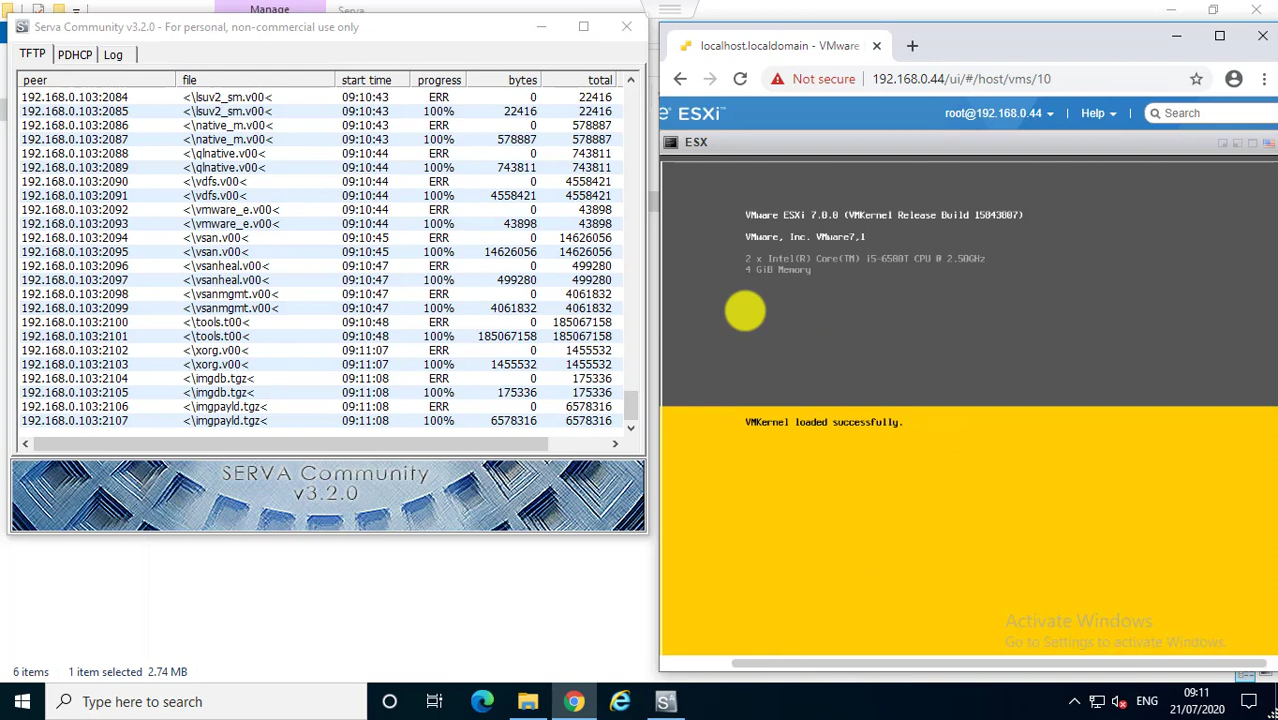 Manage
Serva
Serva Community v3.2.0 - For personal, non-commercial use only
TFTP PDHCP Log
peer file start time progress bytes total
192.168.0.103:2084 <\lsuv2_sm.v00< 09:10:43 ERR 0 22416
192.168.0.103:2085 <\lsuv2_sm.v00< 09:10:43 100% 22416 22416
192.168.0.103:2086 <\native_m.v00< 09:10:43 ERR 0 578887
192.168.0.103:2087 <\native_m.v00< 09:10:43 100% 578887 578887
192.168.0.103:2088 <\qlnative.v00< 09:10:44 ERR 0 743811
192.168.0.103:2089 <\qlnative.v00< 09:10:44 100% 743811 743811
192.168.0.103:2090 <\vdfs.v00< 09:10:44 ERR 0 4558421
192.168.0.103:2091 <\vdfs.v00< 09:10:44 100% 4558421 4558421
192.168.0.103:2092 <\vmware_e.v00< 09:10:44 ERR 0 43898
192.168.0.103:2093 <\vmware_e.v00< 09:10:44 100% 43898 43898
192.168.0.103:2094 <\vsan.v00< 09:10:45 ERR 0 14626056
192.168.0.103:2095 <\vsan.v00< 09:10:45 100% 14626056 14626056
192.168.0.103:2096 <\vsanheal.v00< 09:10:47 ERR 0 499280
192.168.0.103:2097 <\vsanheal.v00< 09:10:47 100% 499280 499280
192.168.0.103:2098 <\vsanmgmt.v00< 09:10:47 ERR 0 4061832
192.168.0.103:2099 <\vsanmgmt.v00< 09:10:47 100% 4061832 4061832
192.168.0.103:2100 <\tools.t00< 09:10:48 ERR 0 185067158
192.168.0.103:2101 <\tools.t00< 09:10:48 100% 185067158 185067158
192.168.0.103:2102 <\xorg.v00< 09:11:07 ERR 0 1455532
192.168.0.103:2103 <\xorg.v00< 09:11:07 100% 1455532 1455532
192.168.0.103:2104 <\imgdb.tgz< 09:11:08 ERR 0 175336
192.168.0.103:2105 <\imgdb.tgz< 09:11:08 100% 175336 175336
192.168.0.103:2106 <\imgpayld.tgz< 09:11:08 ERR 0 6578316
192.168.0.103:2107 <\imgpayld.tgz< 09:11:08 100% 6578316 6578316
SERVA Community
v3.2.0
6 items 1 item selected 2.74 MB
localhost.localdomain - VMware
Not secure 192.168.0.44/ui/#/host/vms/10
ESXi™ root@192.168.0.44 Help Search
ESX
VMware ESXi 7.0.0 (VMKernel Release Build 15843807)
VMware, Inc. VMware7,1
2 x Intel(R) Core(TM) i5-6500T CPU @ 2.50GHz
4 GiB Memory
VMKernel loaded successfully.
Activate Windows
Go to Settings to activate Windows.
Type here to search
ENG
09:11
21/07/2020